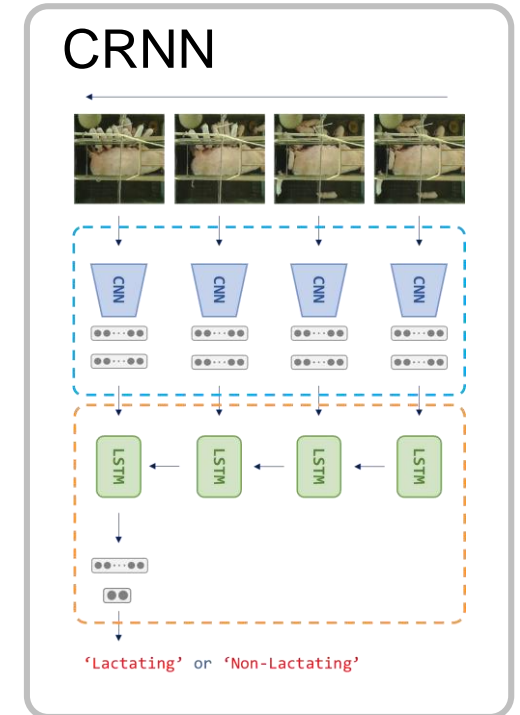 CRNN
CNN
CNN
CNN
CNN
LSTM
LSTM
LSTM
LSTM
‘Lactating’ or ‘Non-Lactating’